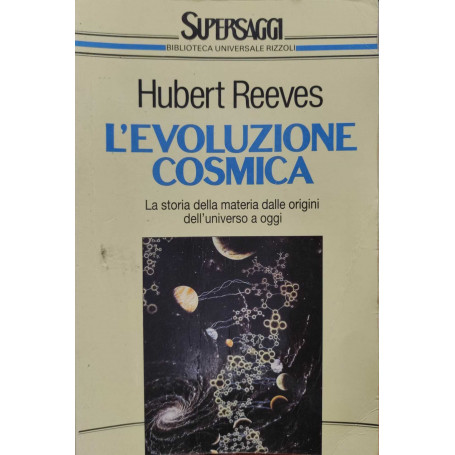 SUPERSAGGI
BIBLIOTECA UNIVERSALE RIZZOLI
Hubert Reeves
L'EVOLUZIONE
COSMICA
La storia della materia dalle origini
dell'universo a oggi